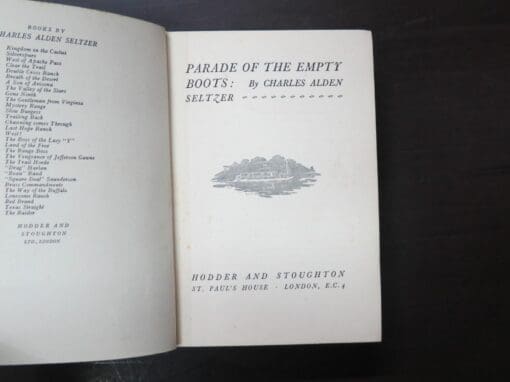 BOOKS BY
CHARLES ALDEN SELTZER
Kingdom in the Cactus
Silverspurs
West of Apache Pass
Clear the Trail
Double Cross Ranch
Breath of the Desert
A Son of Arizona
The Valley of the Stars
Gone North
The Gentleman from Virginia
Mystery Range
Slow Burgess
Trailing Back
Channing comes Through
Last Hope Ranch
West!
The Boss of the Lazy "Y"
Land of the Free
The Range Boss
The Vengeance of Jefferson Gawne
The Trail Horde
"Drag" Harlan
"Beau" Rand
"Square Deal" Sanderson
Brass Commandments
The Way of the Buffalo
Lonesome Ranch
Red Brand
Texas Straight
The Raider
HODDER AND
STOUGHTON
LTD., LONDON
PARADE OF THE EMPTY
BOOTS: By CHARLES ALDEN
SELTZER
HODDER AND STOUGHTON
ST. PAUL'S HOUSE · LONDON, E.C.4